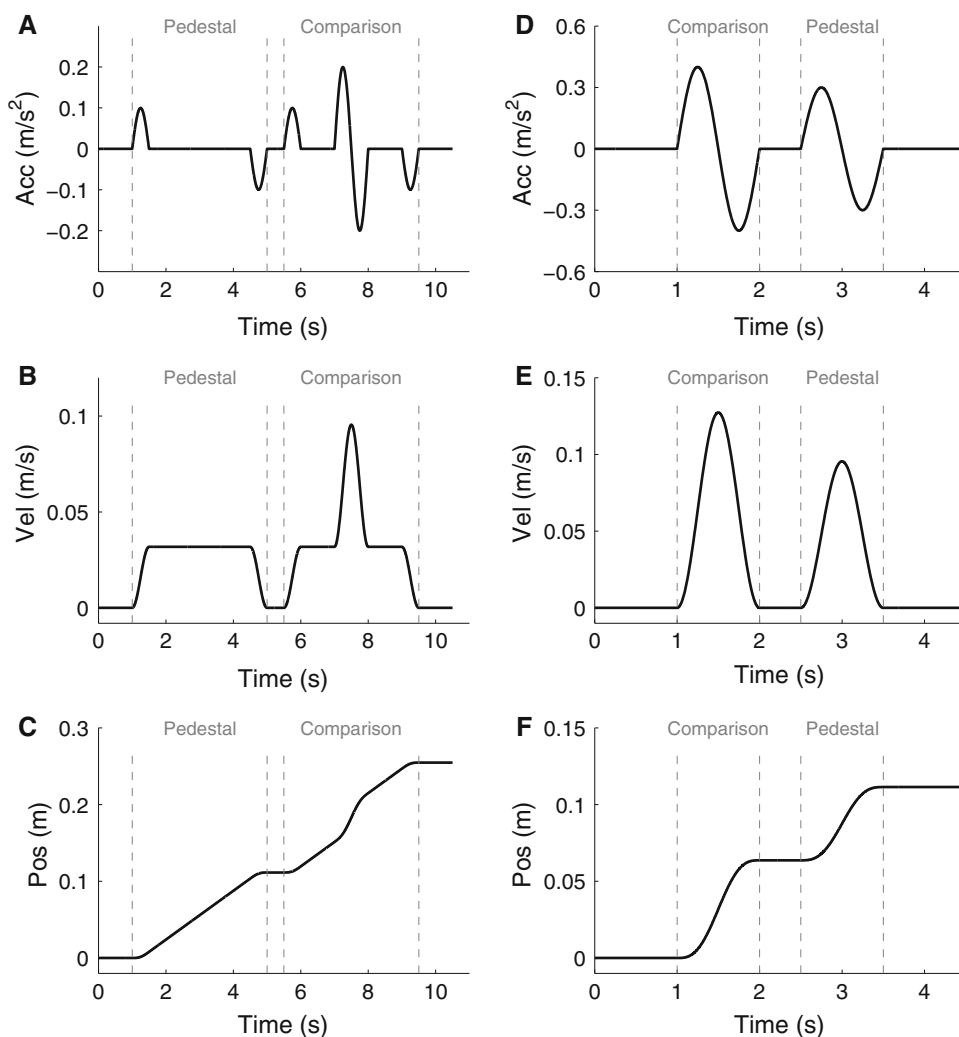 A
Pedestal
Comparison
Acc (m/s²)
0.2
0.1
0
−0.1
−0.2
0 2 4 6 8 10
Time (s)
D
Comparison
Pedestal
Acc (m/s²)
0.6
0.3
0
−0.3
−0.6
0 1 2 3 4
Time (s)
B
Pedestal
Comparison
Vel (m/s)
0.1
0.05
0
0 2 4 6 8 10
Time (s)
E
Comparison
Pedestal
Vel (m/s)
0.15
0.1
0.05
0
0 1 2 3 4
Time (s)
C
Pedestal
Comparison
Pos (m)
0.3
0.2
0.1
0
0 2 4 6 8 10
Time (s)
F
Comparison
Pedestal
Pos (m)
0.15
0.1
0.05
0
0 1 2 3 4
Time (s)